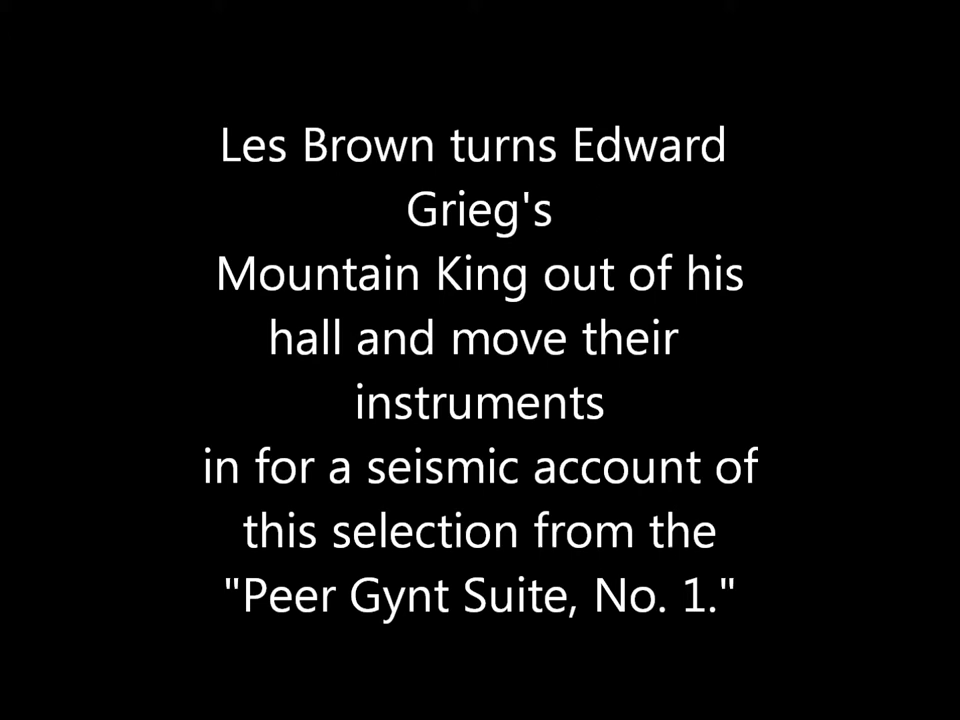 Les Brown turns Edward
Grieg's
Mountain King out of his
hall and move their
instruments
in for a seismic account of
this selection from the
"Peer Gynt Suite, No. 1."